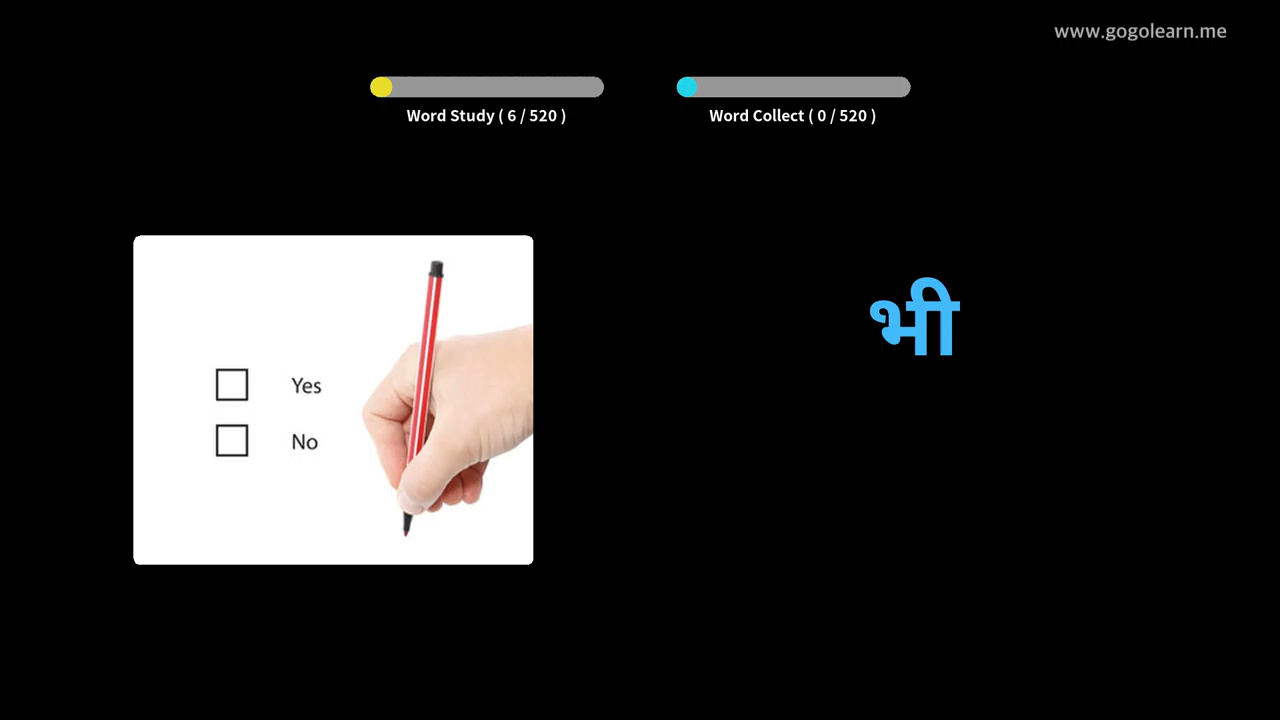 www.gogolearn.me
Word Study ( 6 / 520 )
Word Collect ( 0 / 520 )
भी
Yes
No